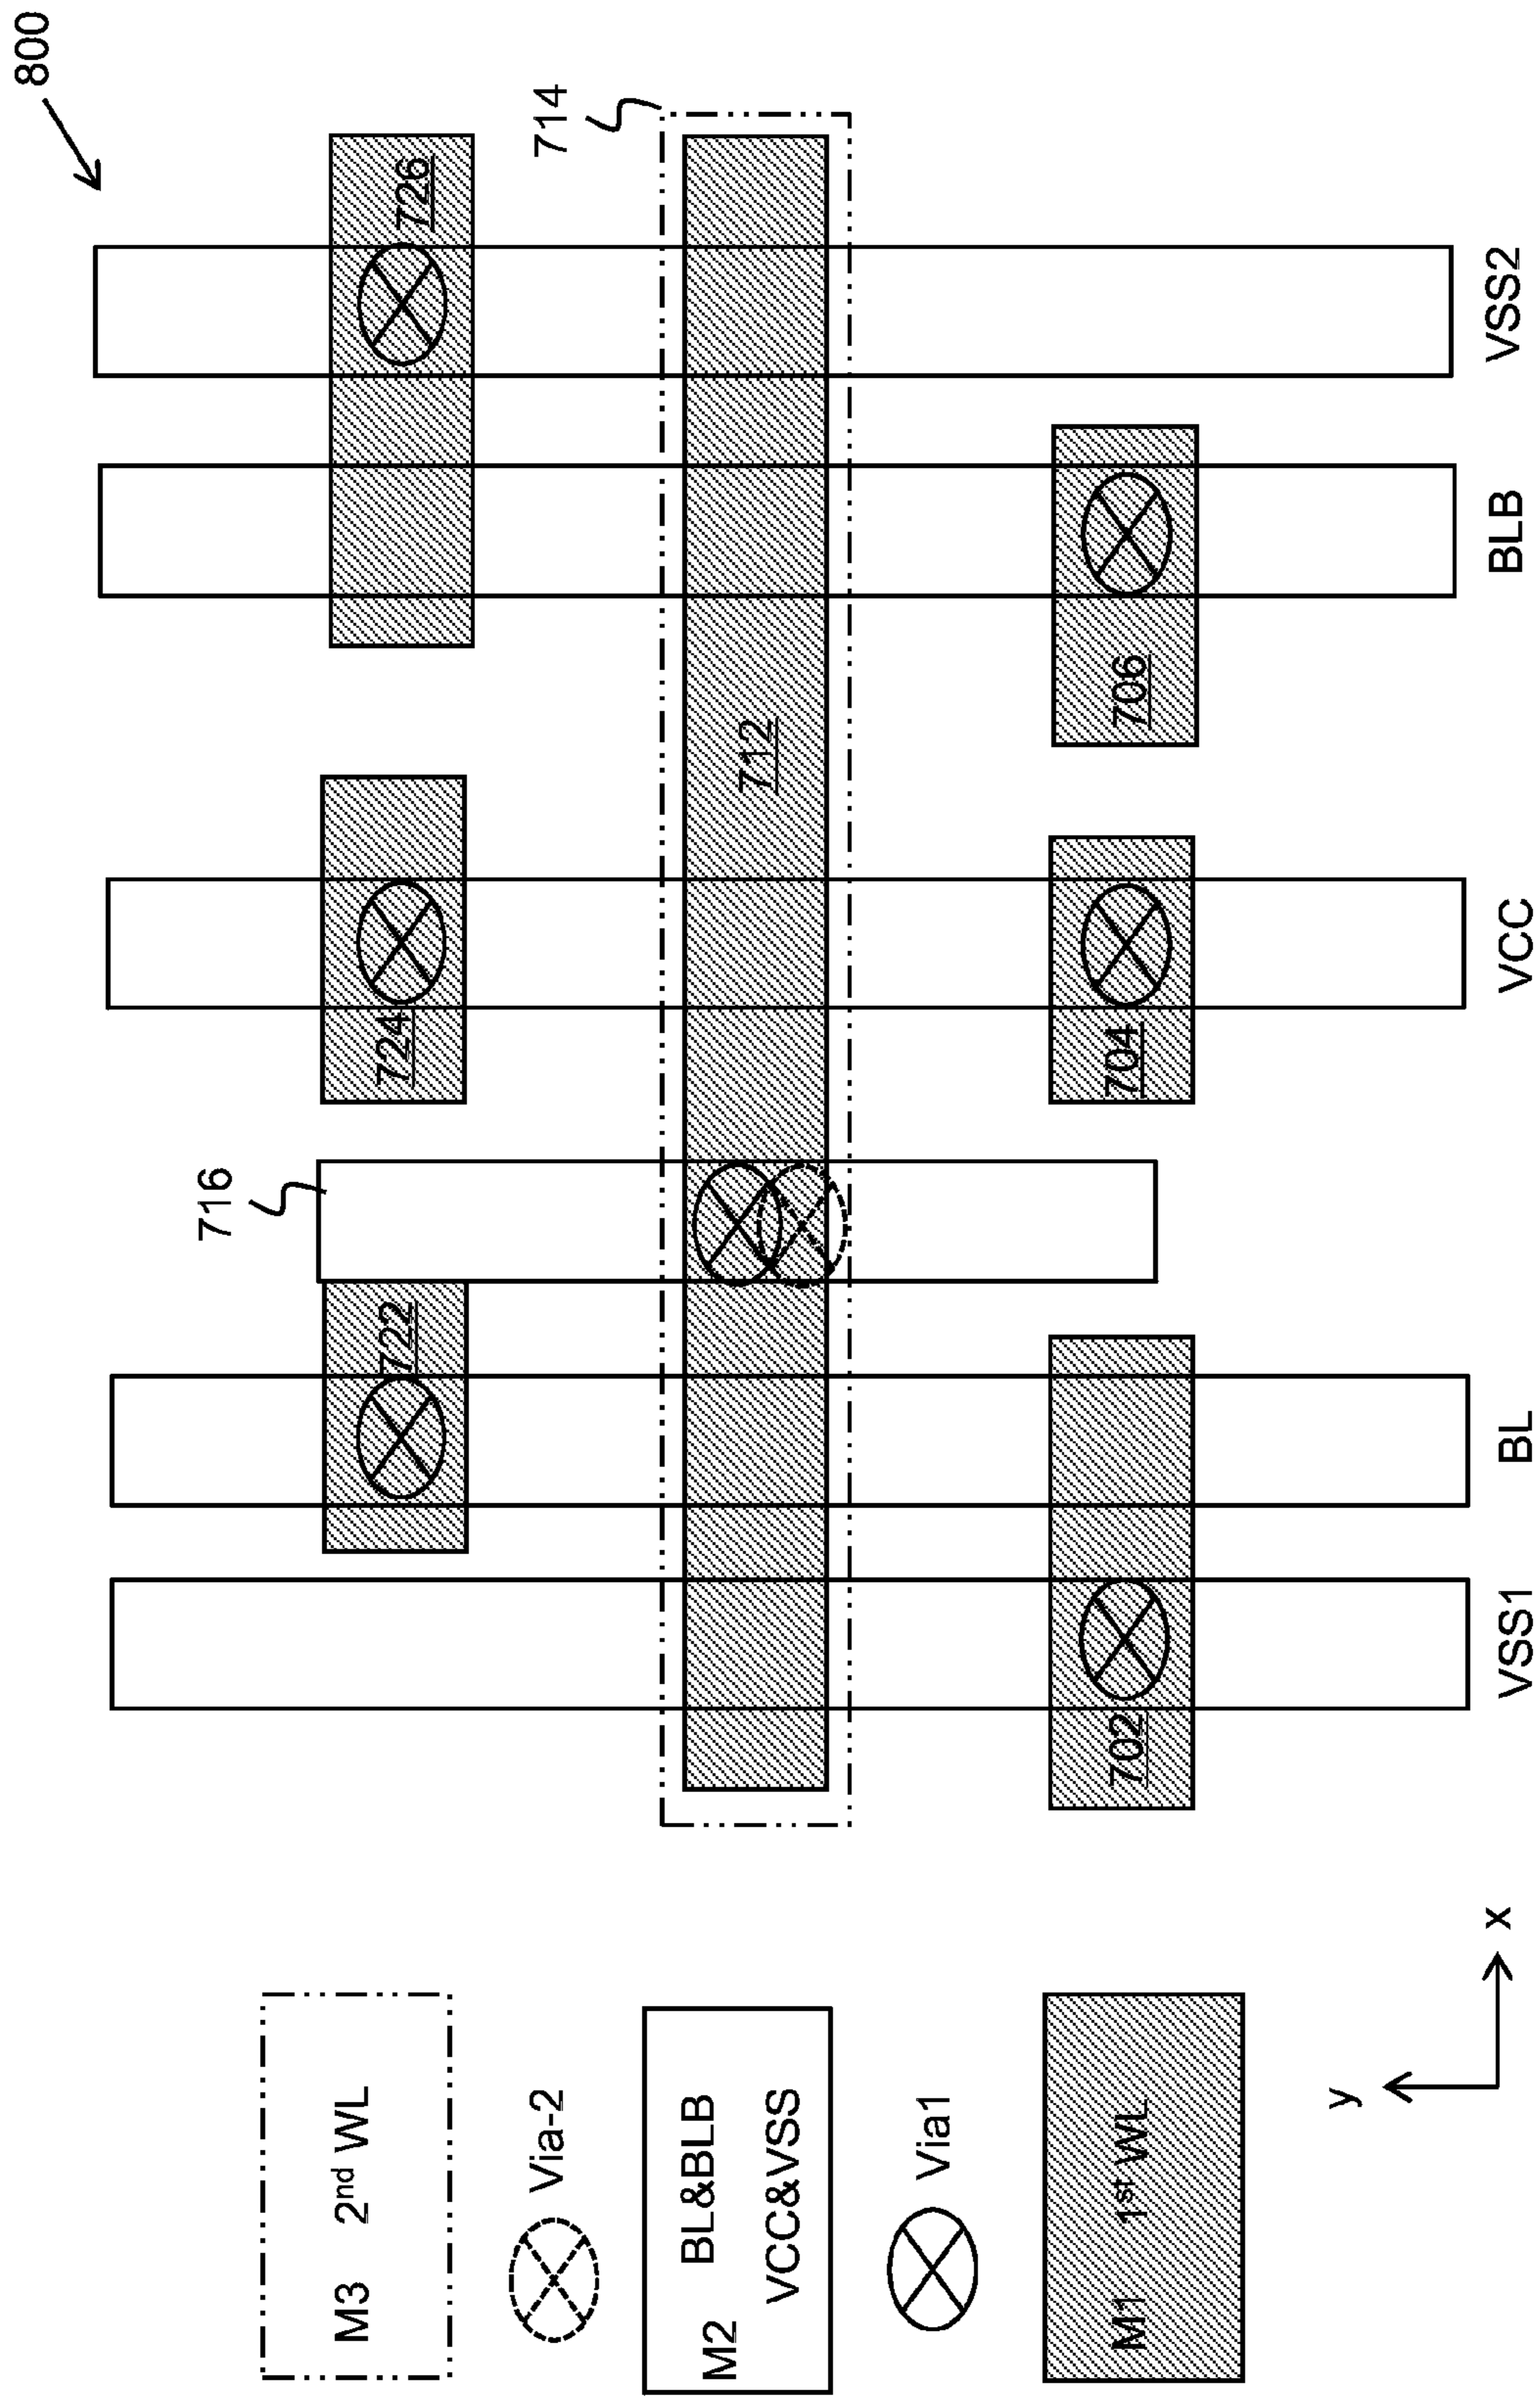 800
714
716
726
724
722
712
706
704
702
VSS1
BL
VCC
BLB
VSS2
M3 2nd WL
Via-2
M2 BL&BLB
VCC&VSS
Via1
M1 1st WL
y
x